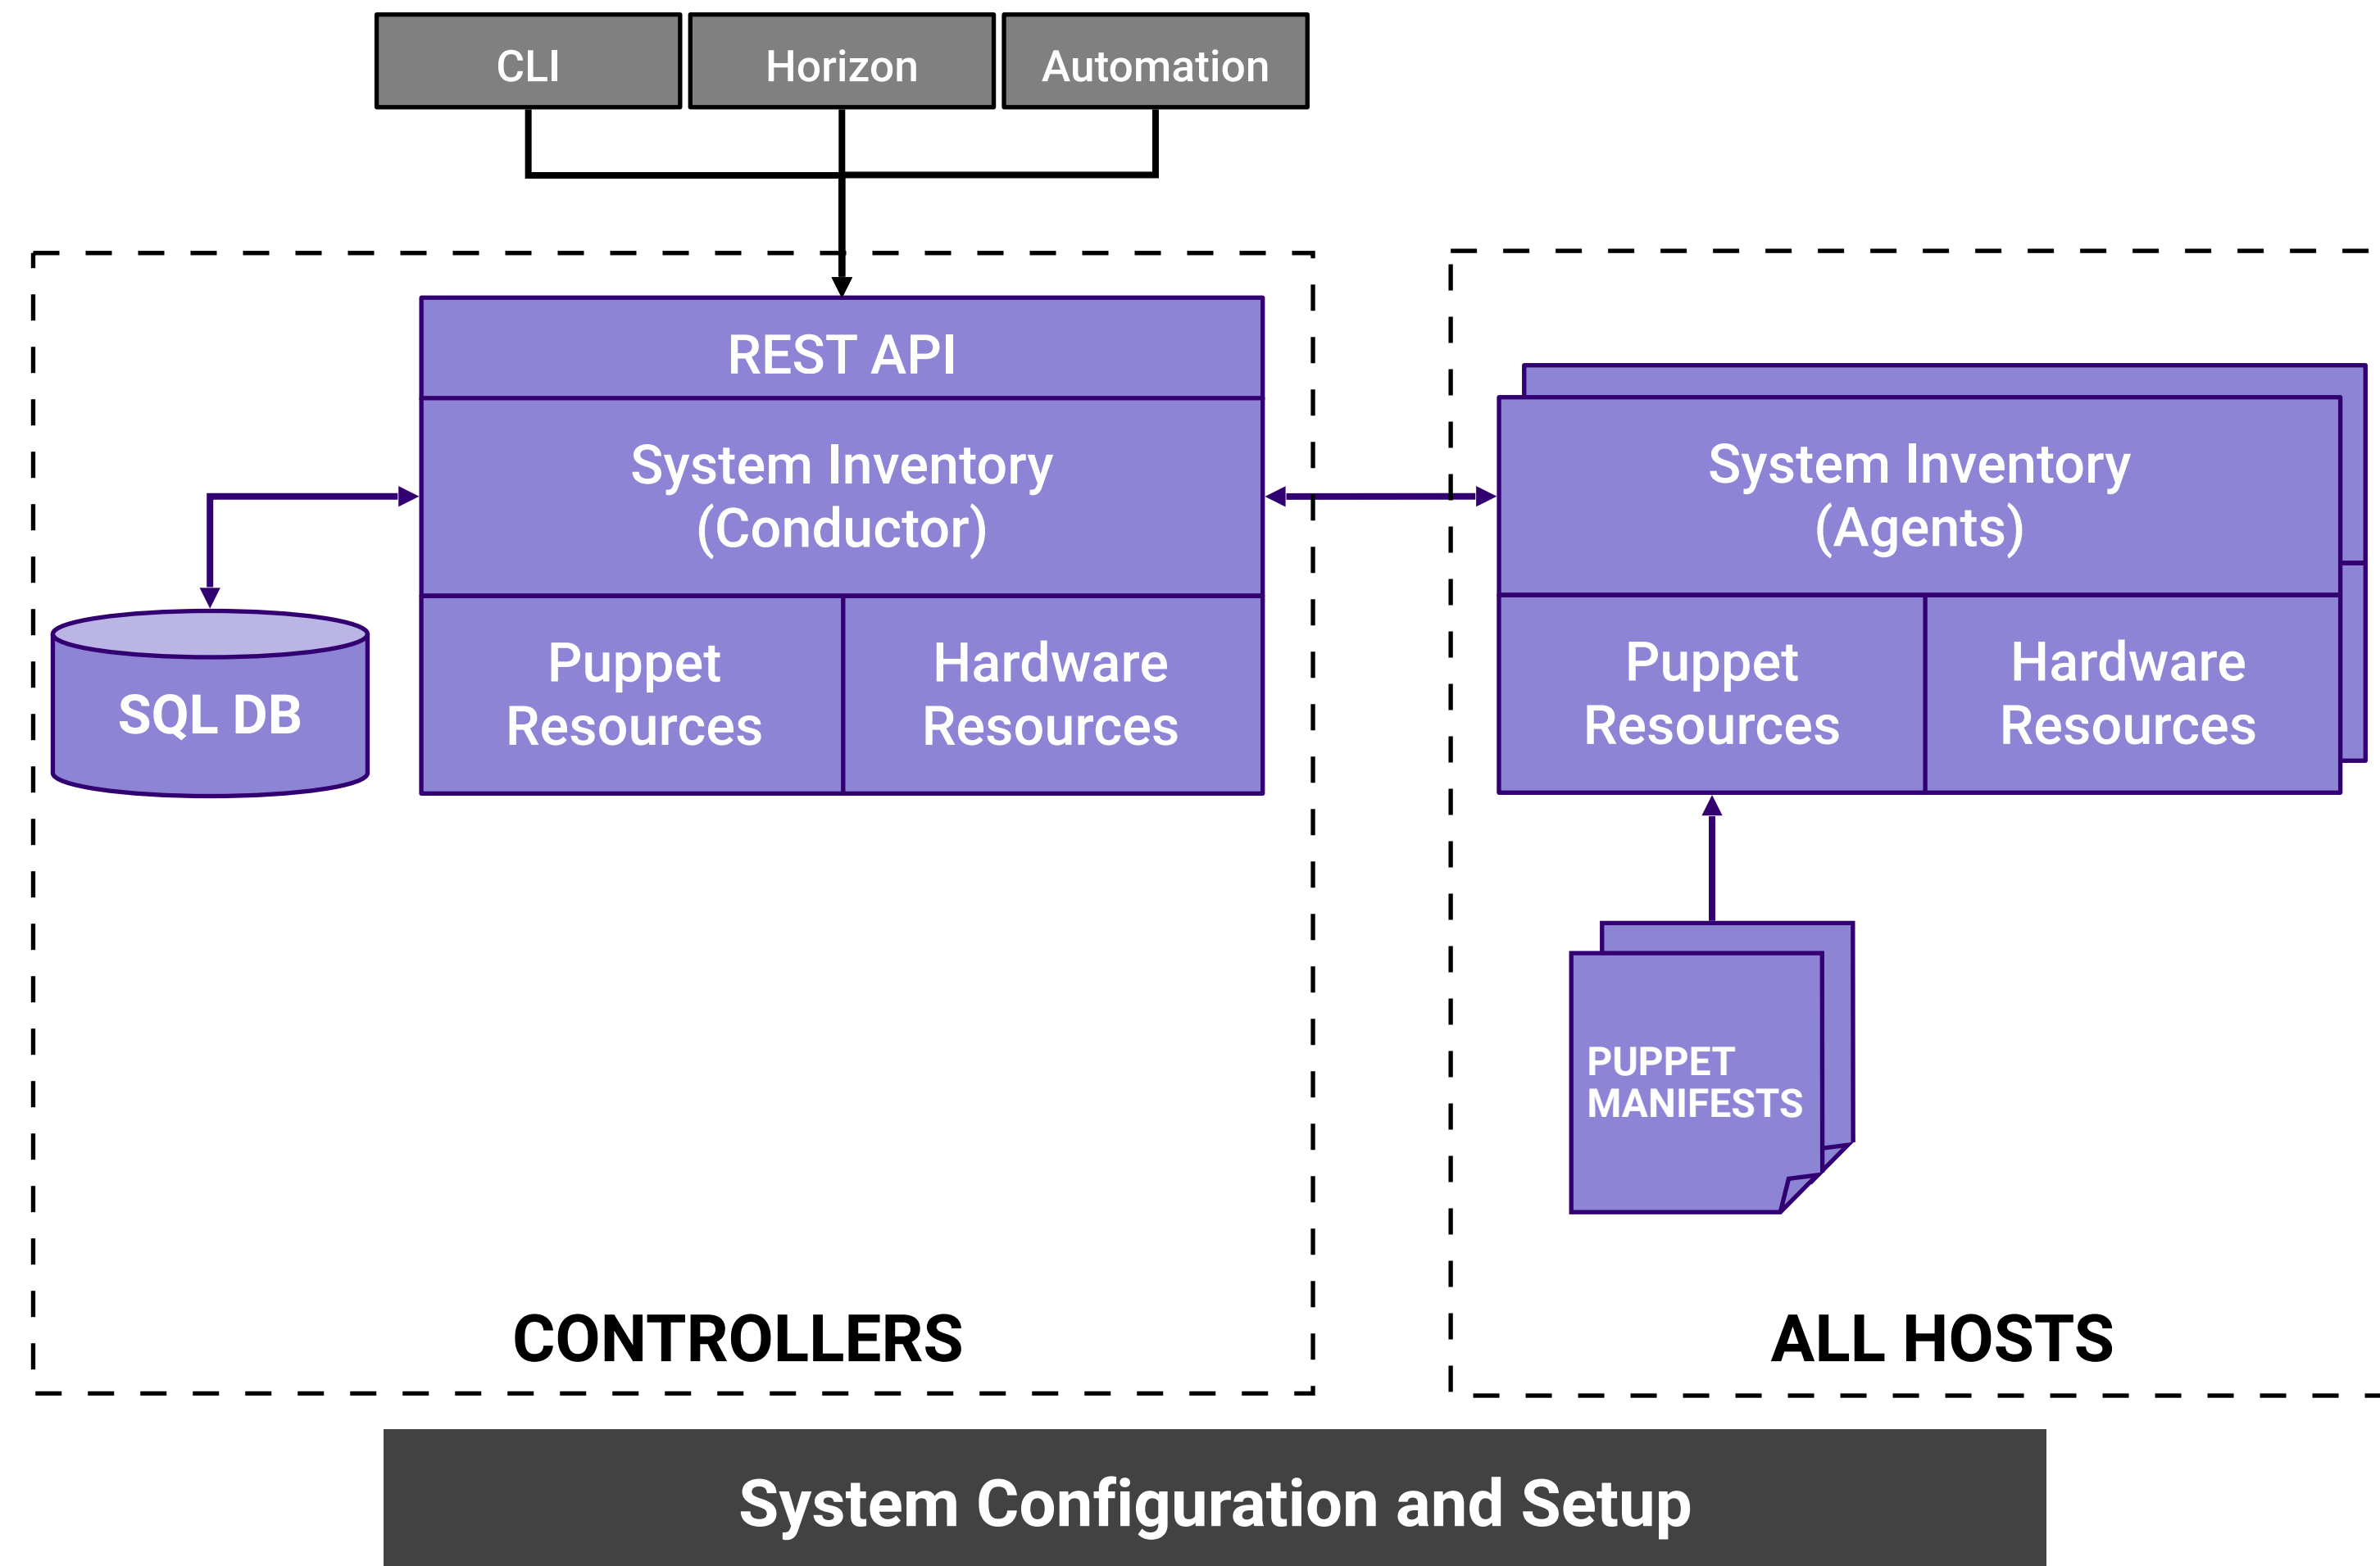 CLI
Horizon
Automation
REST API
System Inventory
(Conductor)
Puppet
Resources
Hardware
Resources
SQL DB
System Inventory
(Agents)
Puppet
Resources
Hardware
Resources
PUPPET
MANIFESTS
CONTROLLERS
ALL HOSTS
System Configuration and Setup